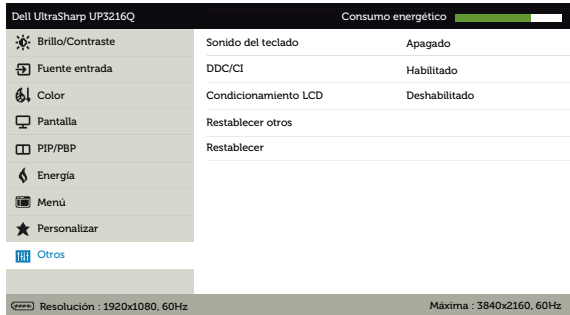 Dell UltraSharp UP3216Q Consumo energético
Brillo/Contraste Sonido del teclado Apagado
Fuente entrada DDC/CI Habilitado
Color Condicionamiento LCD Deshabilitado
Pantalla Restablecer otros
PIP/PBP Restablecer
Energía
Menú
Personalizar
Otros
Resolución : 1920x1080, 60Hz Máxima : 3840x2160, 60Hz